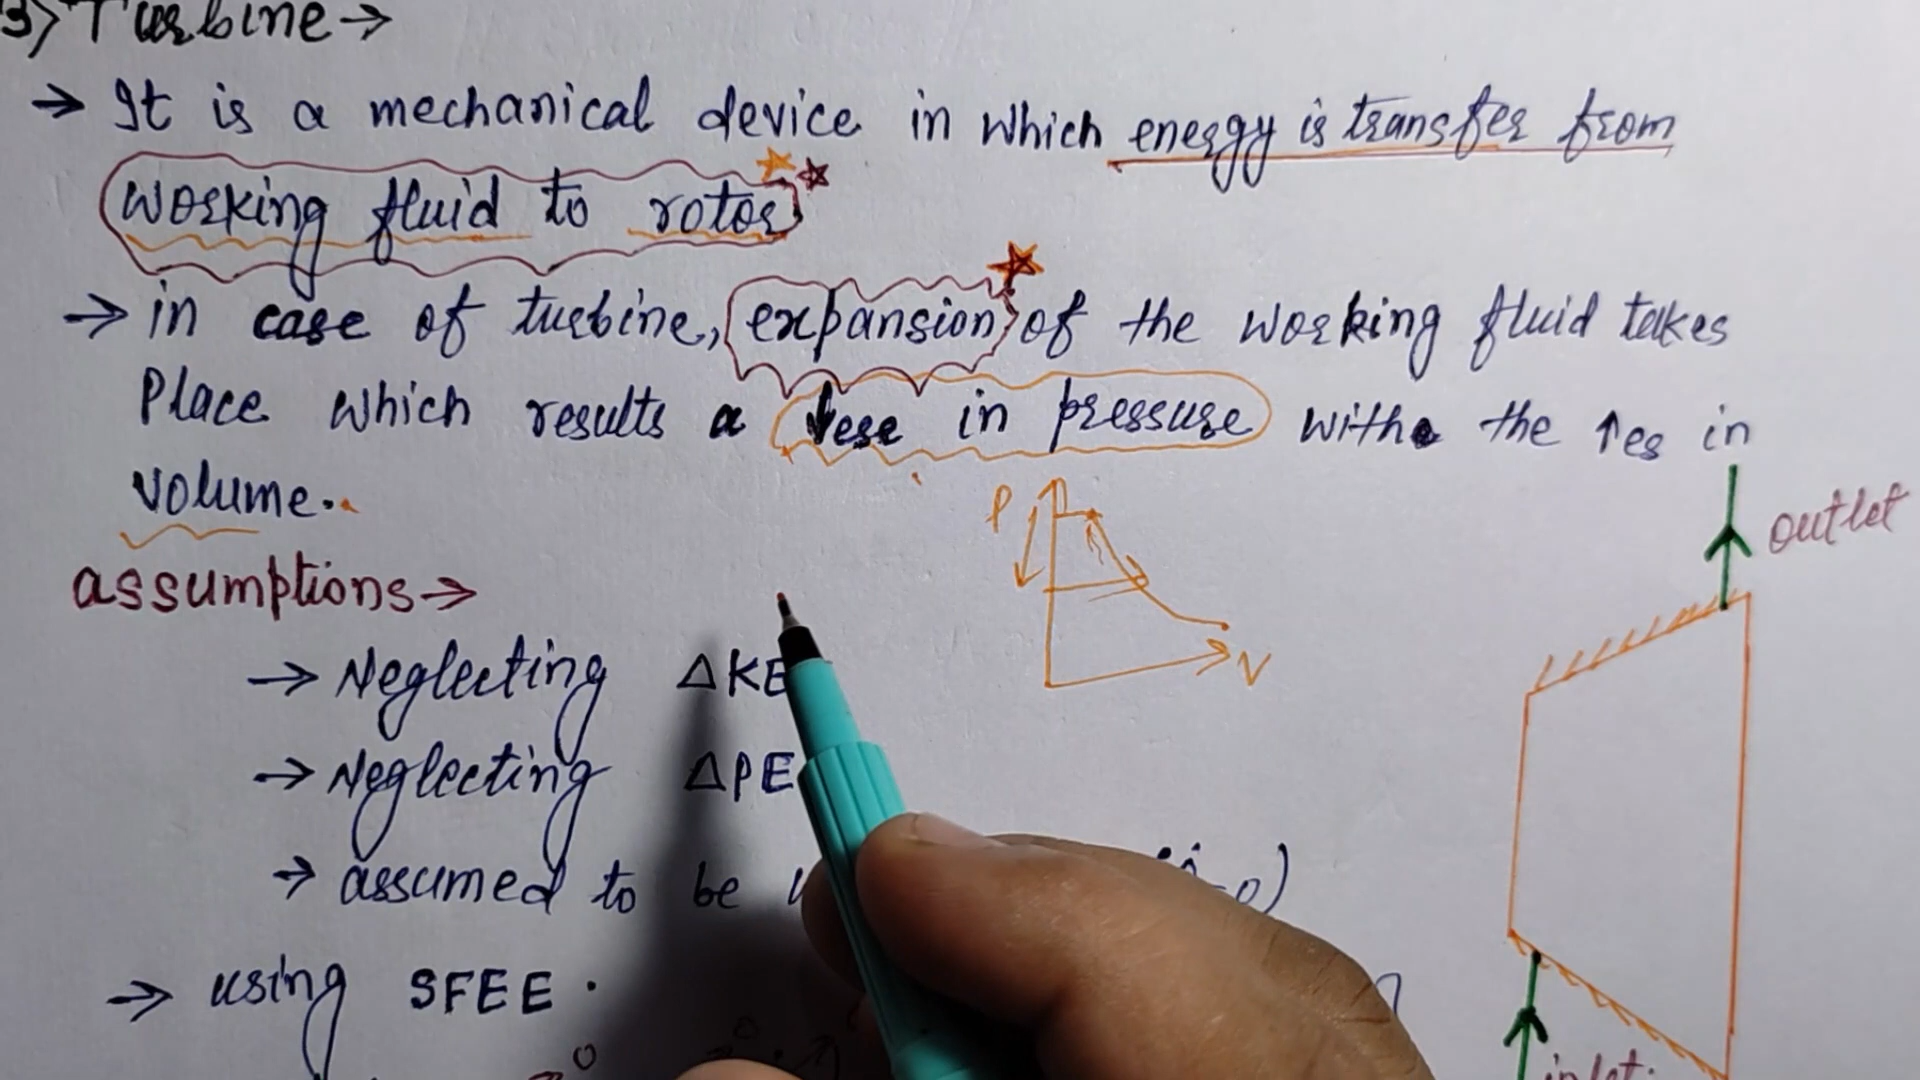 3) Turbine →
→ It is a mechanical device in which energy is transfer from
working fluid to rotor
→ in case of turbine, expansion of the working fluid takes
Place which results a ↓ese in pressure with the ↑es in
volume.
P
V
outlet
assumptions →
→ Neglecting ΔKE
→ Neglecting ΔPE
→ assumed to be
→ using SFEE.
inlet.